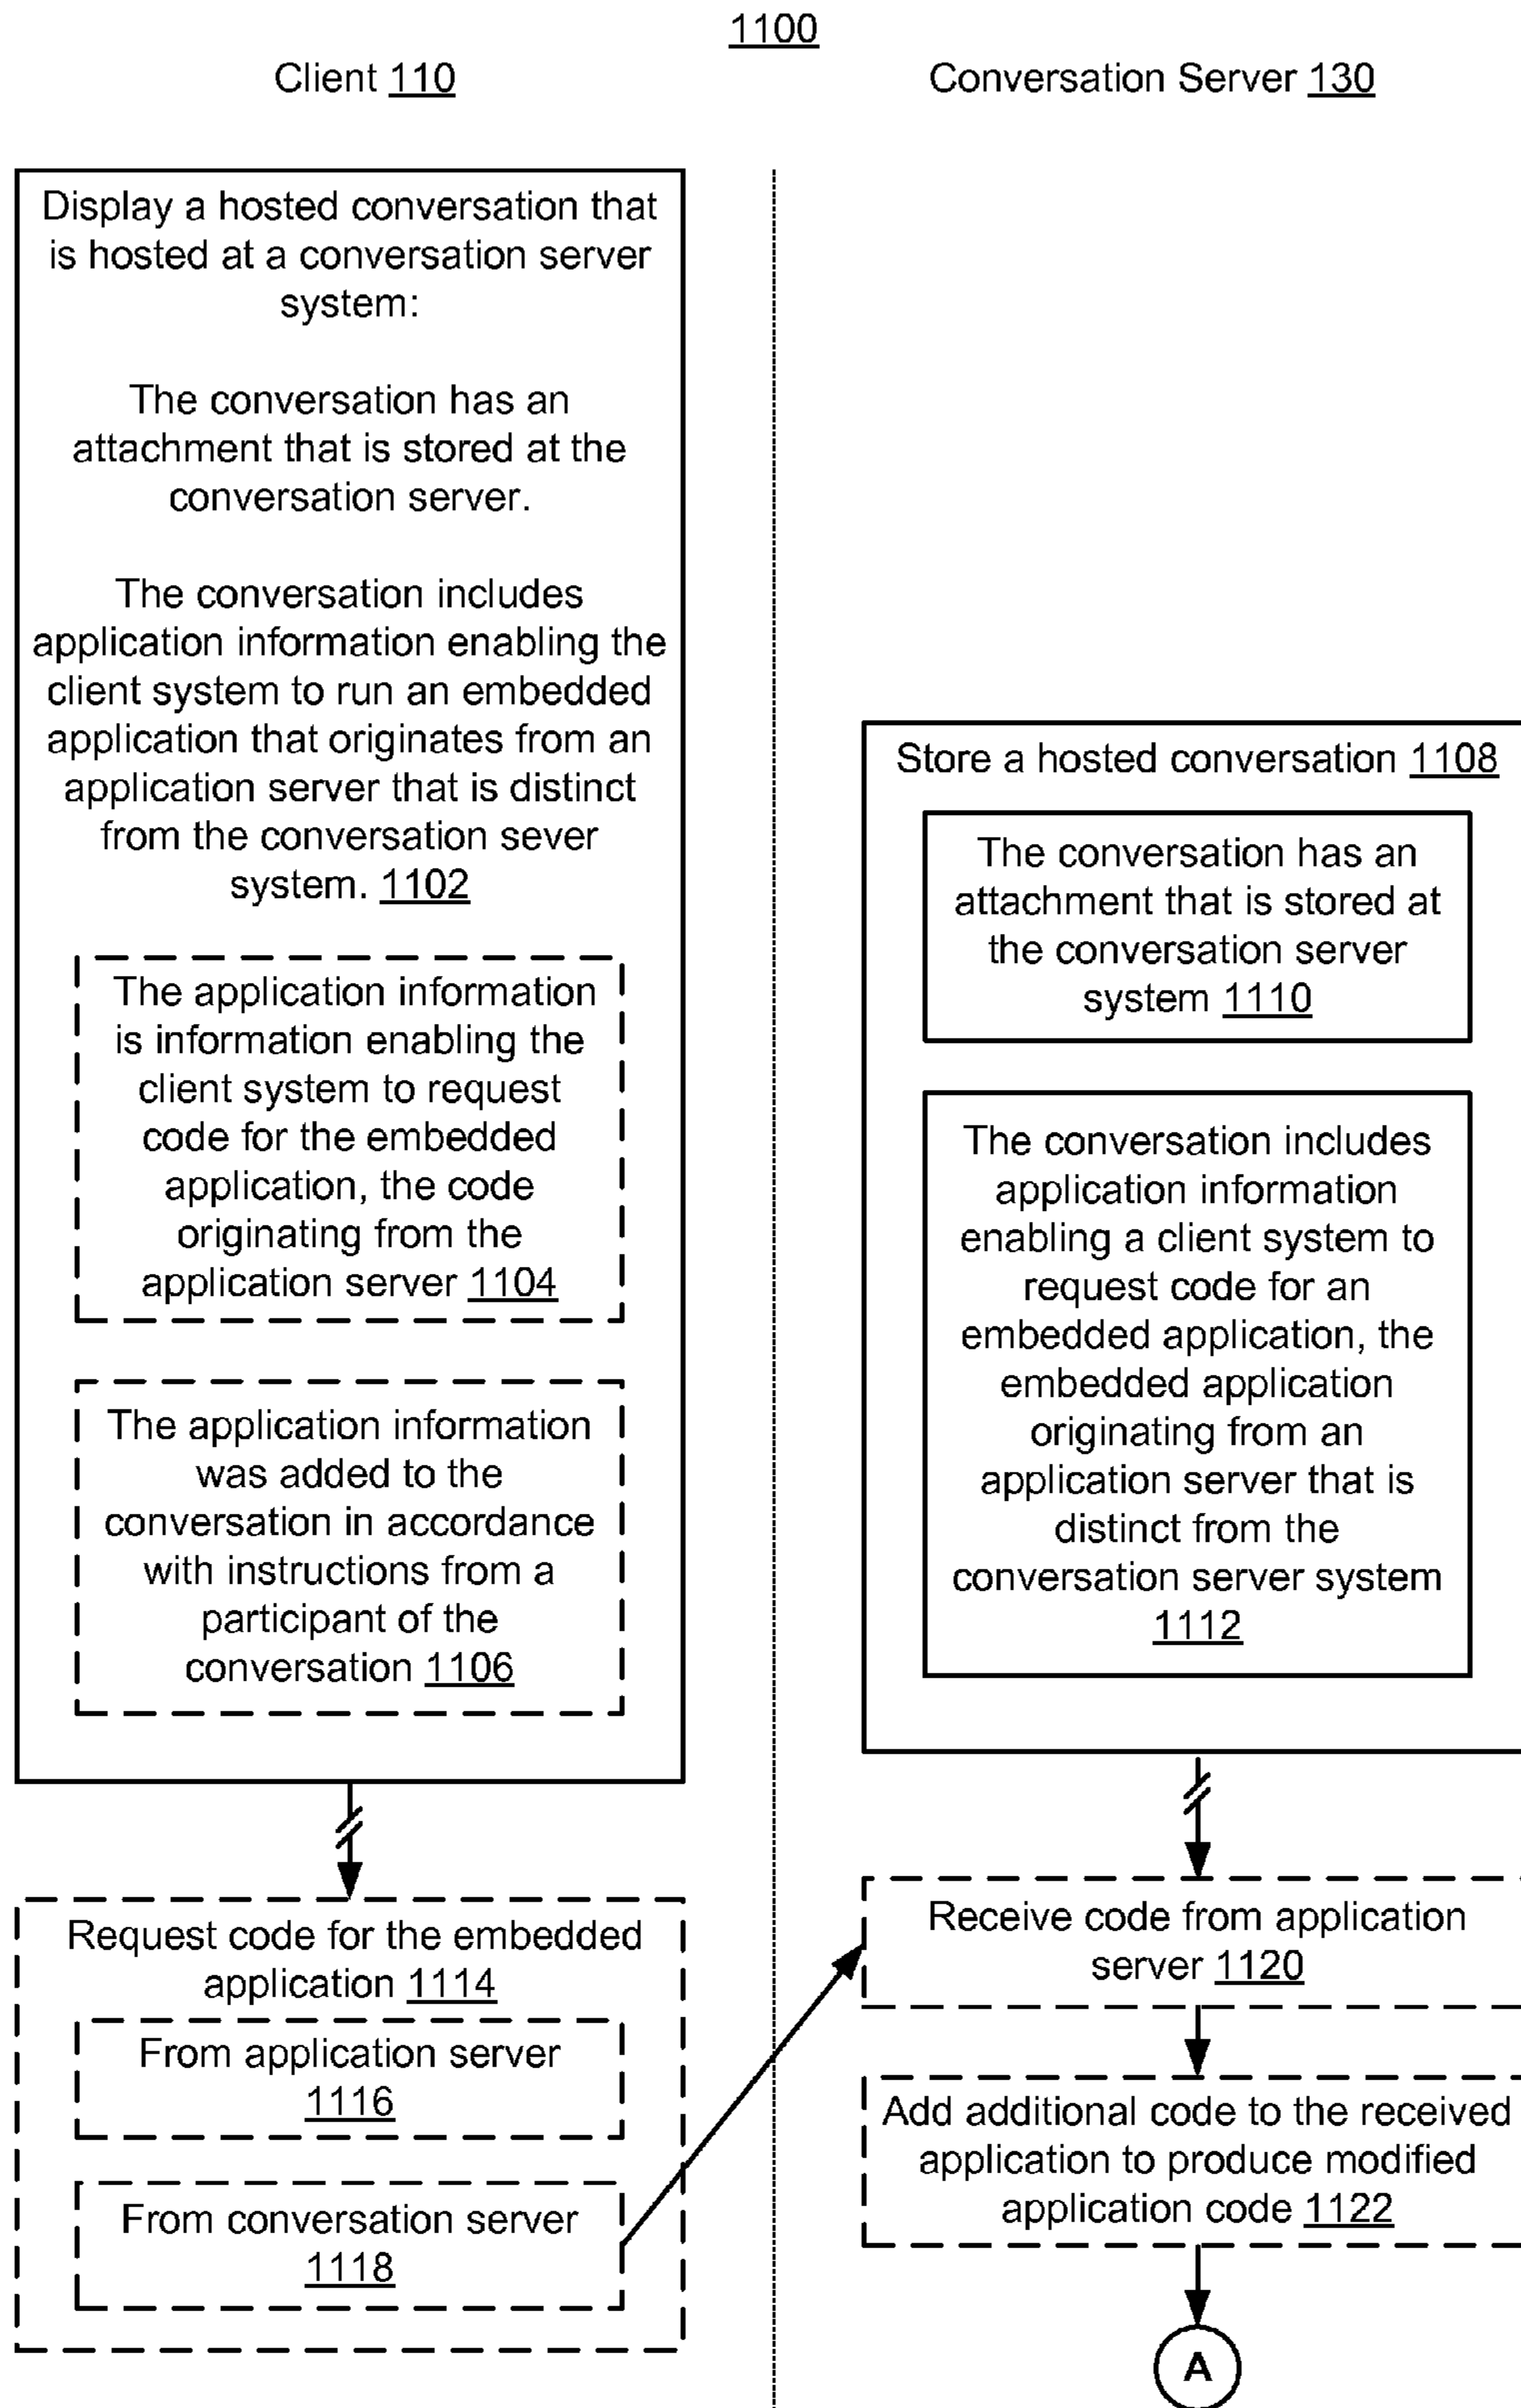 1100
Client 110
Conversation Server 130
Display a hosted conversation that
is hosted at a conversation server
system:
The conversation has an
attachment that is stored at the
conversation server.
The conversation includes
application information enabling the
client system to run an embedded
application that originates from an
application server that is distinct
from the conversation sever
system. 1102
The application information
is information enabling the
client system to request
code for the embedded
application, the code
originating from the
application server 1104
The application information
was added to the
conversation in accordance
with instructions from a
participant of the
conversation 1106
Request code for the embedded
application 1114
From application server
1116
From conversation server
1118
Store a hosted conversation 1108
The conversation has an
attachment that is stored at
the conversation server
system 1110
The conversation includes
application information
enabling a client system to
request code for an
embedded application, the
embedded application
originating from an
application server that is
distinct from the
conversation server system
1112
Receive code from application
server 1120
Add additional code to the received
application to produce modified
application code 1122
A